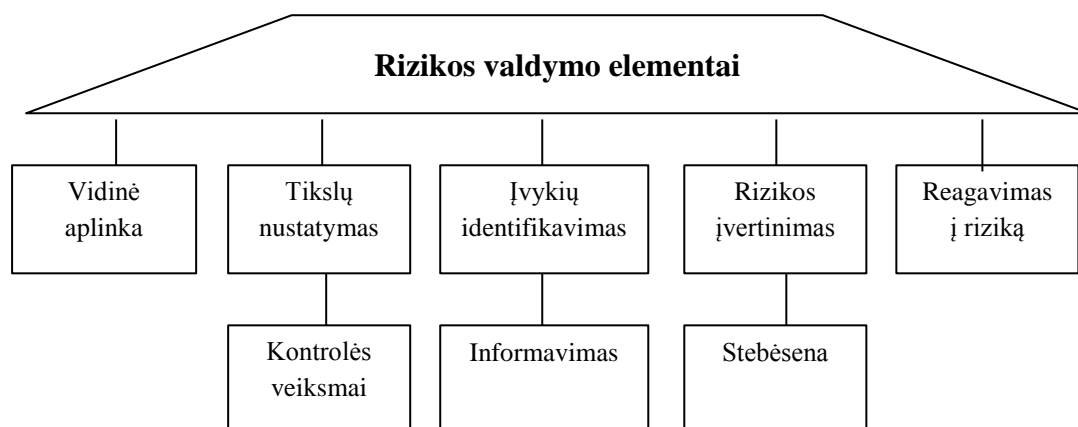 Rizikos valdymo elementai
Vidinė
aplinka
Tikslų
nustatymas
Įvykių
identifikavimas
Rizikos
įvertinimas
Reagavimas
į riziką
Kontrolės
veiksmai
Informavimas
Stebėsena